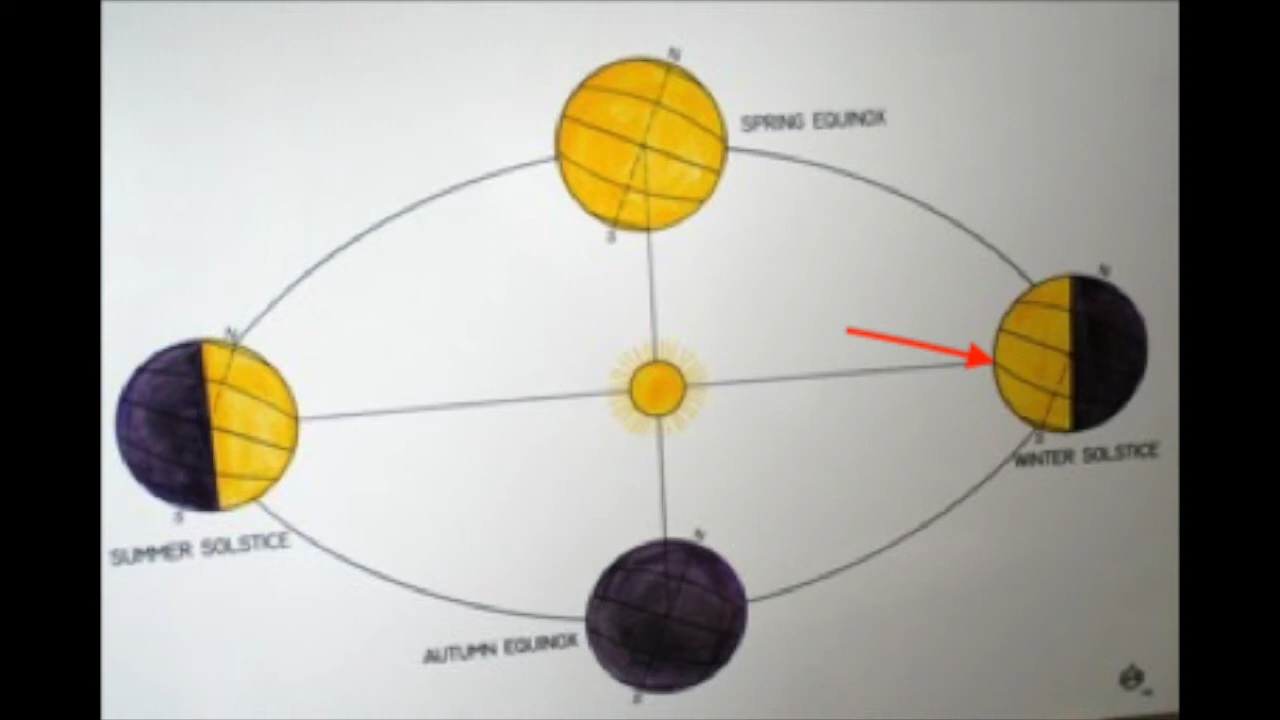 N
SPRING EQUINOX
S
N
S
WINTER SOLSTICE
N
S
SUMMER SOLSTICE
N
AUTUMN EQUINOX
S